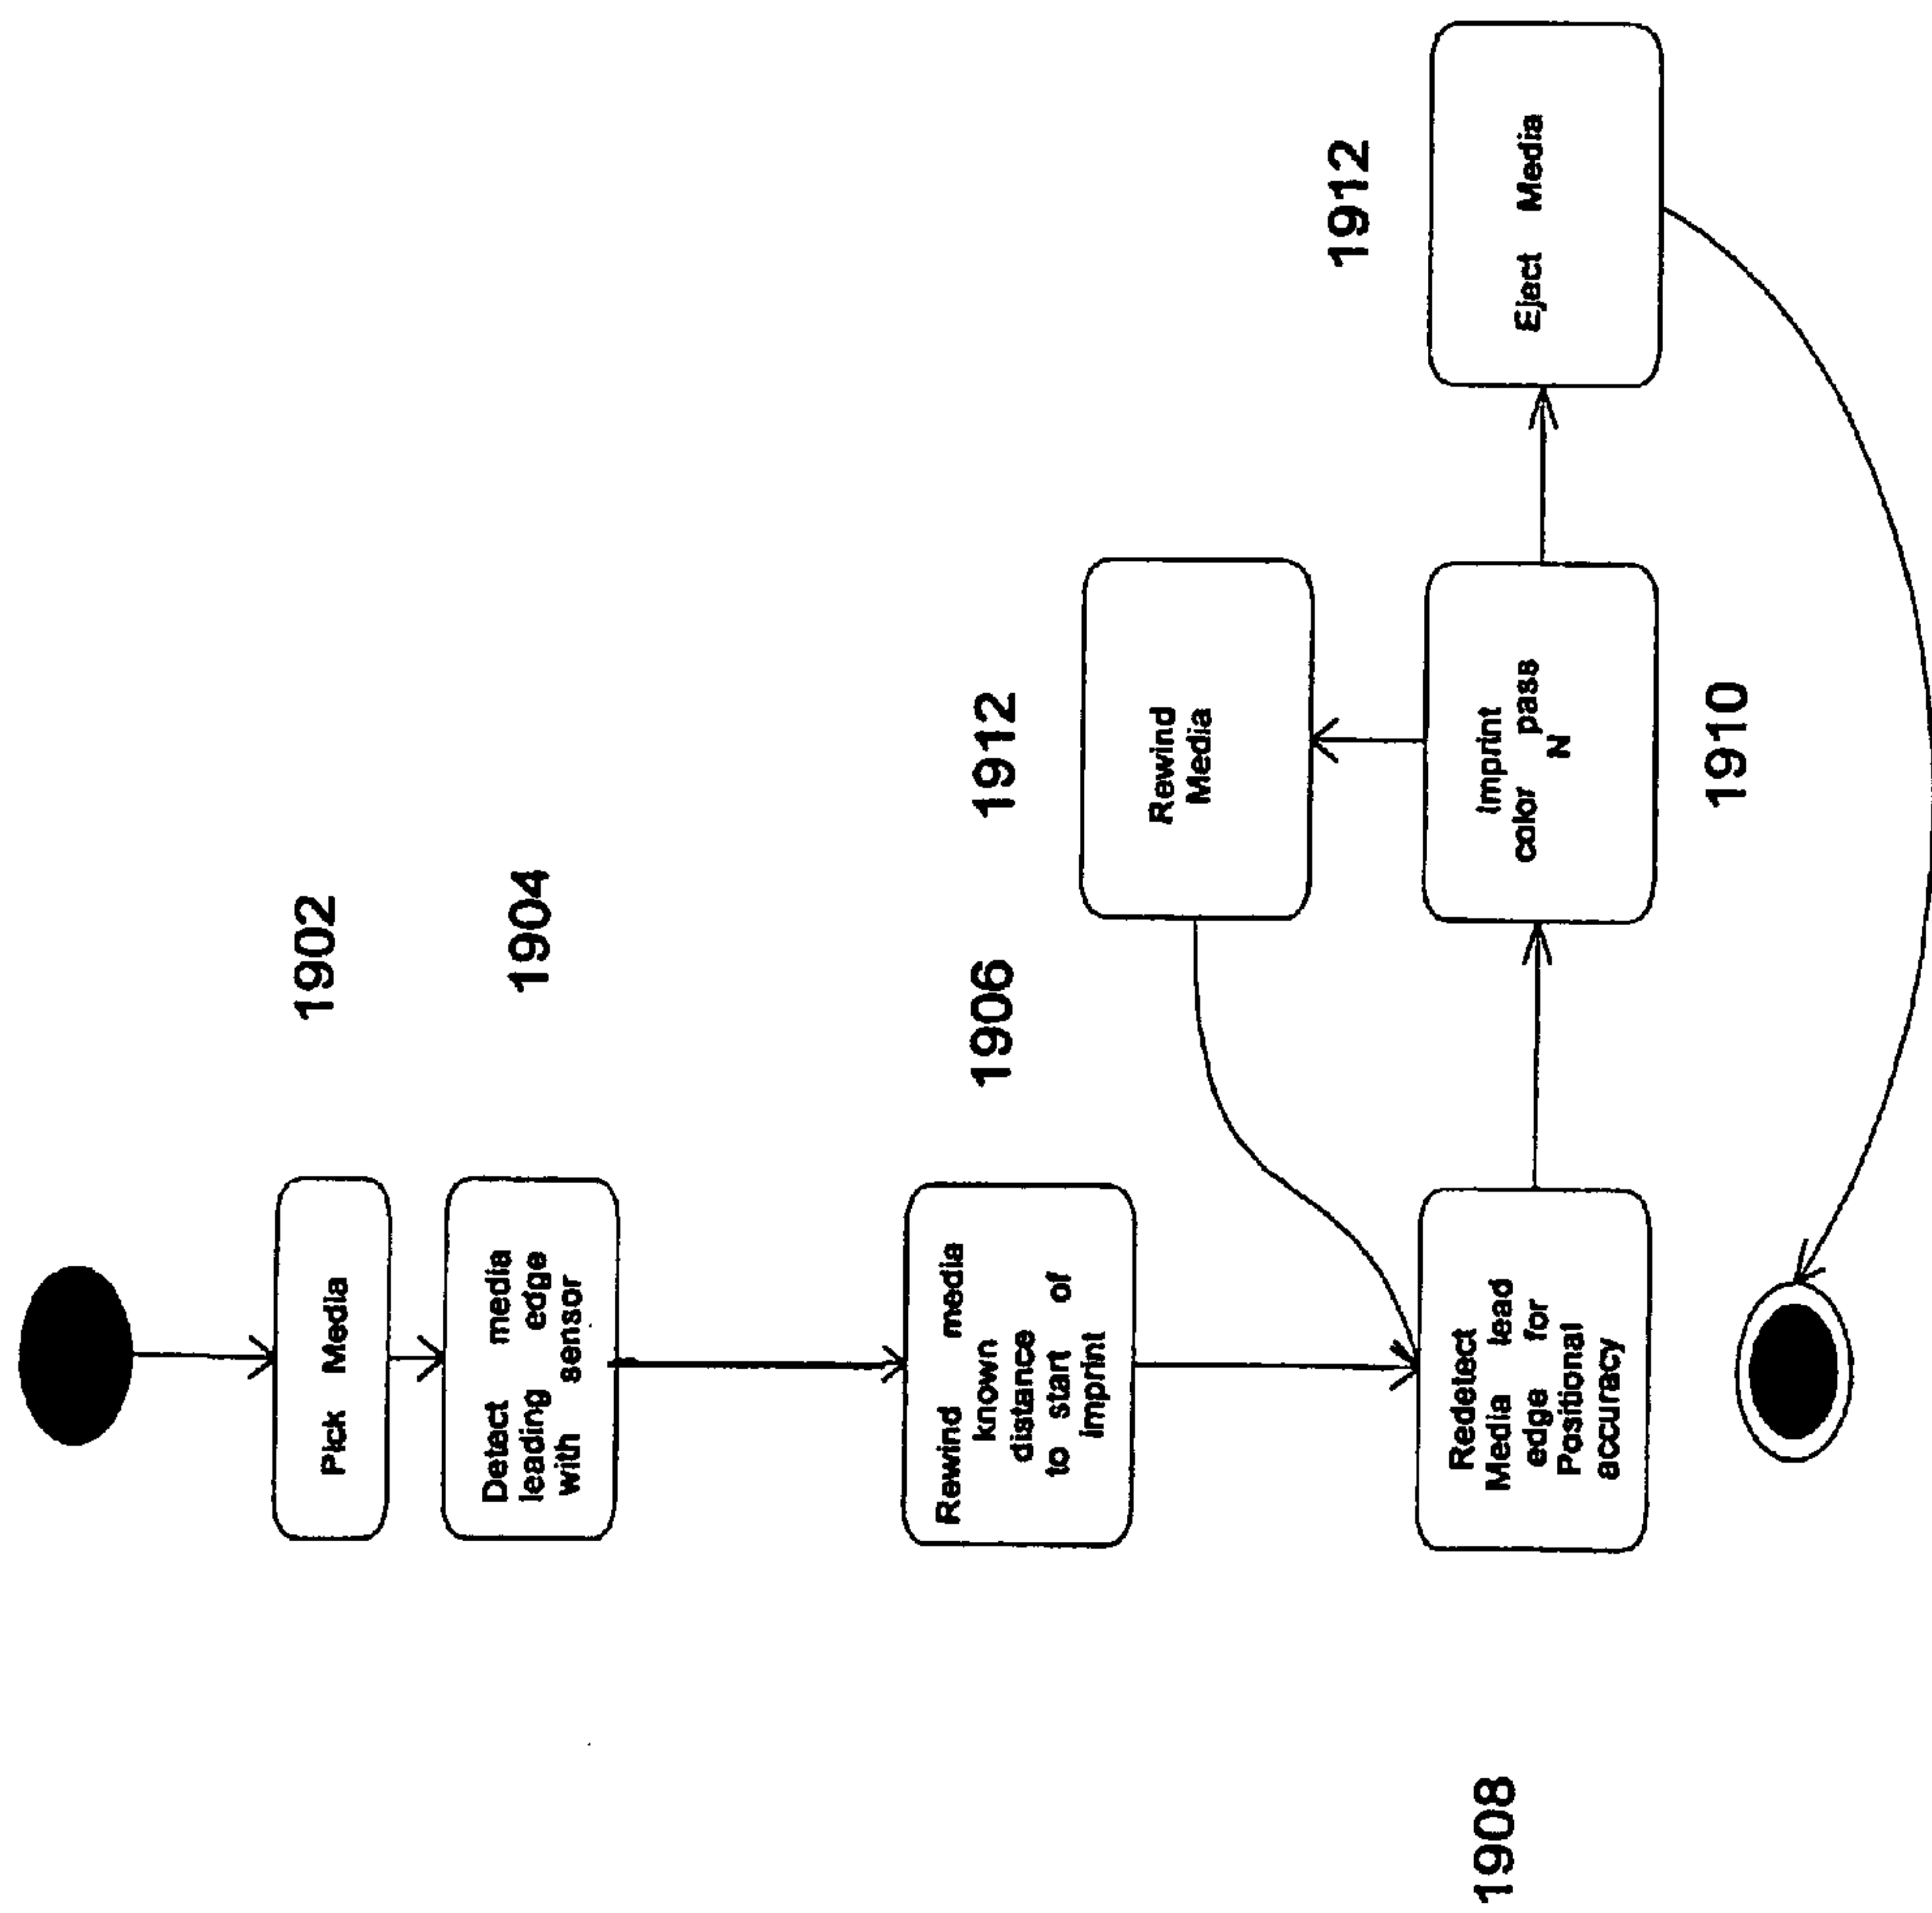 1902
Pick Media
1904
Detect media
leading edge
with sensor
1906
Rewind media
known
distance
to start of
imprint
1908
Redetect
Media lead
edge for
Positional
accuracy
1912
Rewind
Media
Imprint
color pass
N
1910
1912
Eject Media